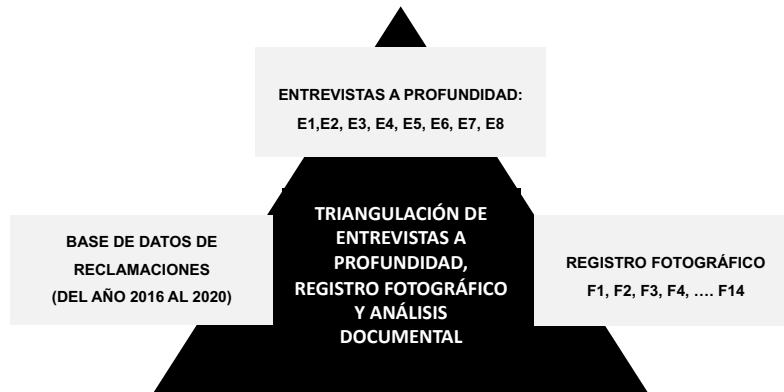 ENTREVISTAS A PROFUNDIDAD:
E1,E2, E3, E4, E5, E6, E7, E8
BASE DE DATOS DE
RECLAMACIONES
(DEL AÑO 2016 AL 2020)
TRIANGULACIÓN DE
ENTREVISTAS A
PROFUNDIDAD,
REGISTRO FOTOGRÁFICO
Y ANÁLISIS
DOCUMENTAL
REGISTRO FOTOGRÁFICO
F1, F2, F3, F4, …. F14